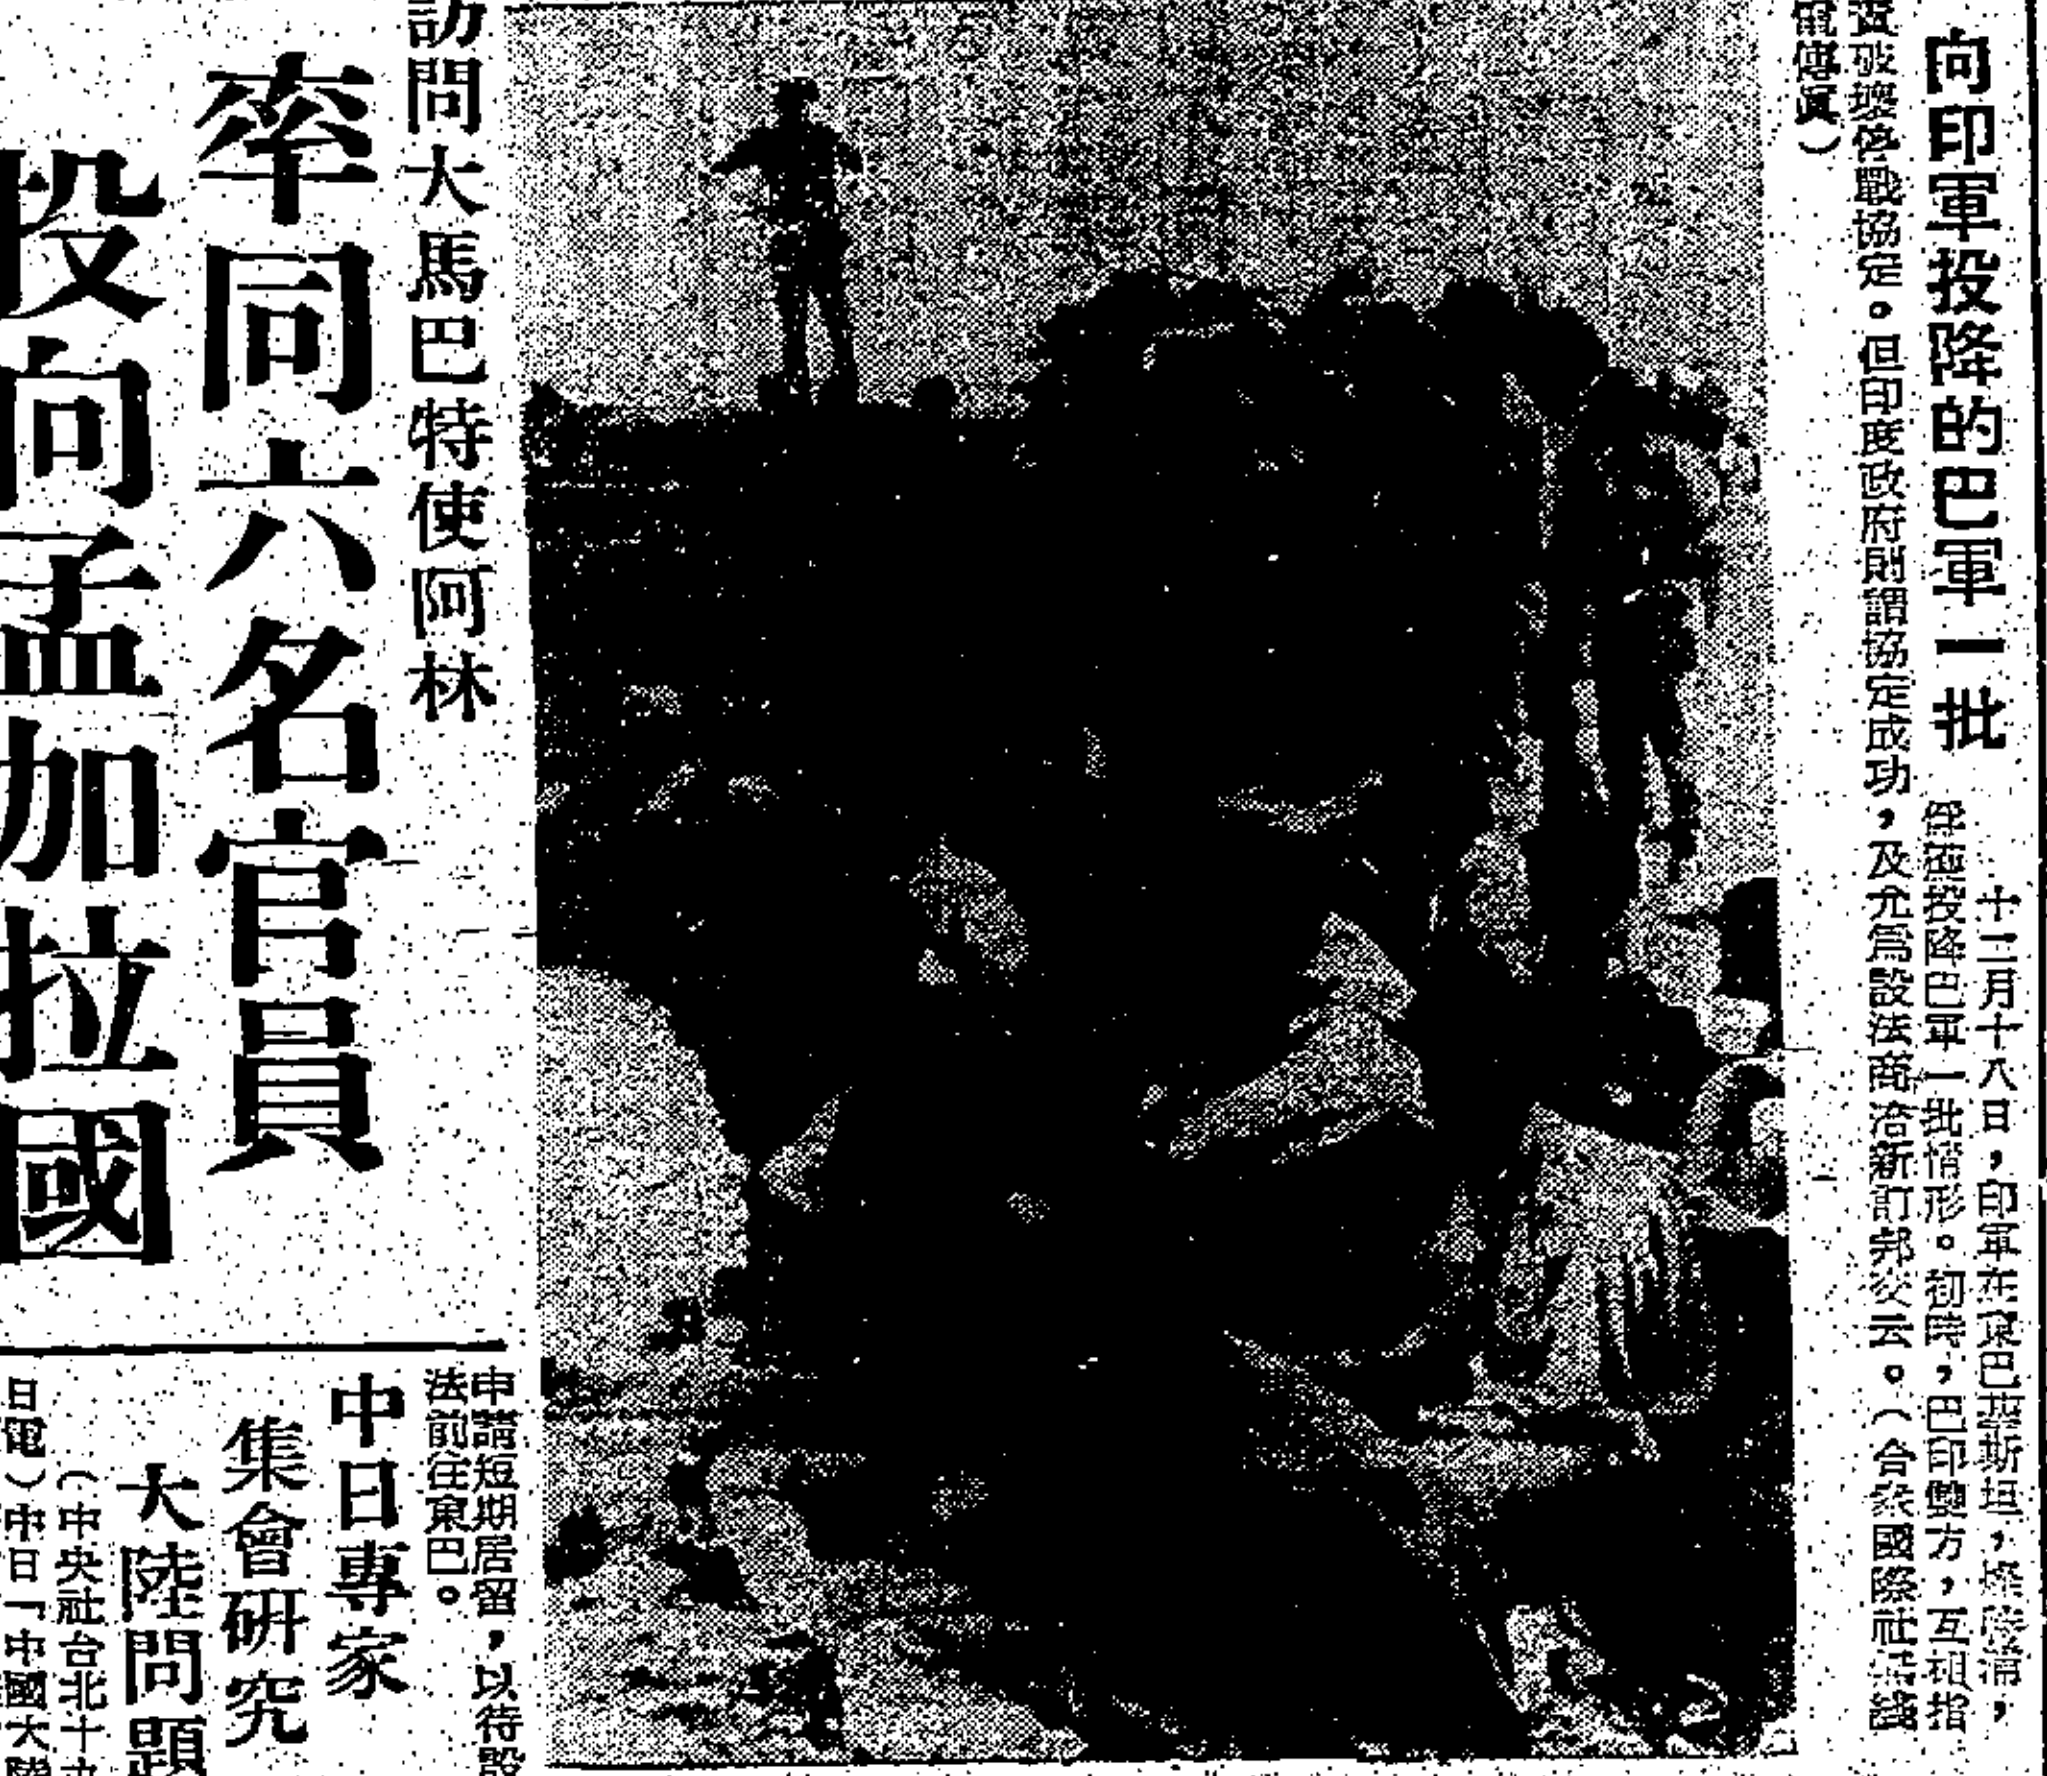 向印軍投降的巴軍一批
十二月十八日，印軍在東巴基斯坦，
投降巴軍一批情形。初時，巴印雙方，互相指
責破壞停戰協定。但印度政府則謂協定成功，及允為設法商洽新訂邦交云。（合眾國際社
電傳真）
訪問大馬巴特使阿林
率同六名官員
投向孟加拉國
申請短期居留，以待設
法前往東巴。
中日專家
集會研究
大陸問題
（中央社台北十九
日電）中日「中國大陸